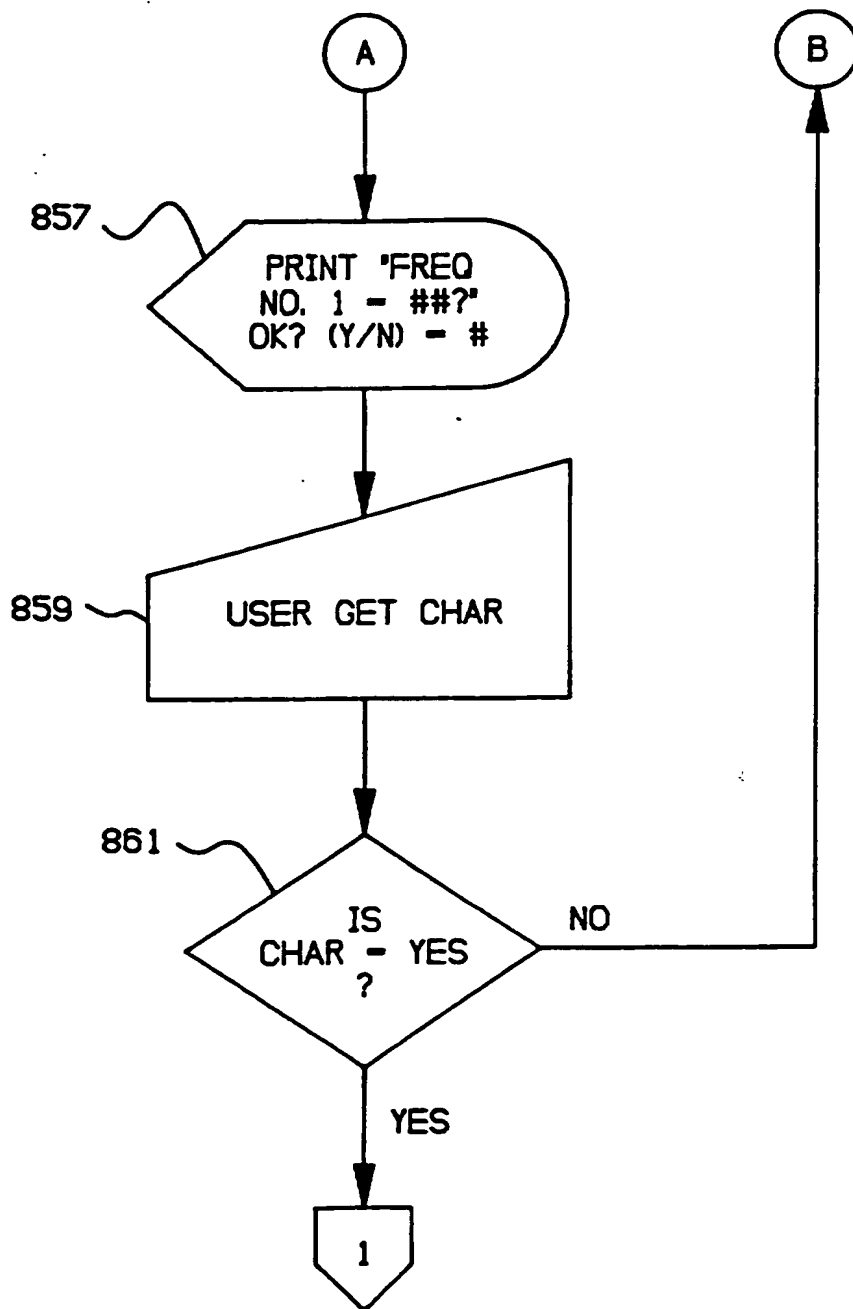 A
B
857
PRINT "FREQ
NO. 1 = ##?"
OK? (Y/N) = #
859
USER GET CHAR
861
IS
CHAR = YES
?
NO
YES
1